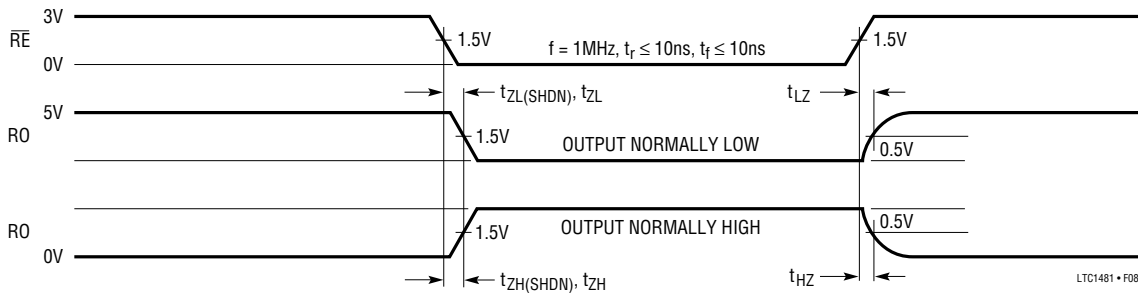 3V
RE
1.5V
f = 1MHz, tr ≤ 10ns, tf ≤ 10ns
1.5V
0V
tZL(SHDN), tZL
tLZ
5V
RO
1.5V
OUTPUT NORMALLY LOW
0.5V
RO
1.5V
OUTPUT NORMALLY HIGH
0.5V
0V
tZH(SHDN), tZH
tHZ
LTC1481 • F08